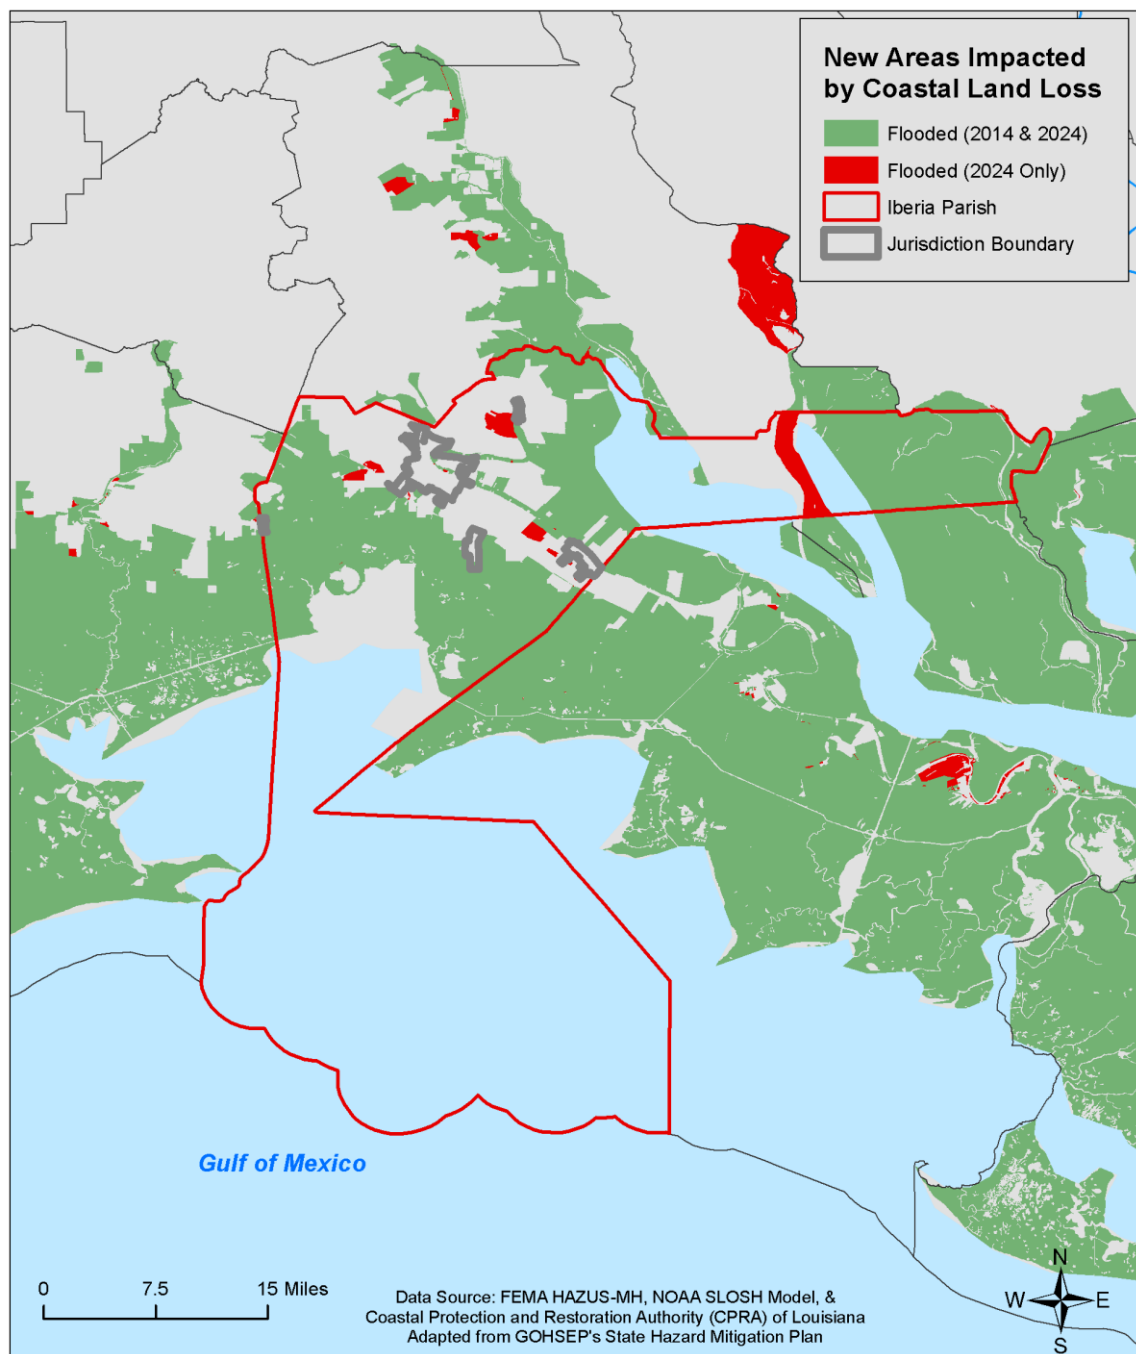 New Areas Impacted
by Coastal Land Loss
Flooded (2014 & 2024)
Flooded (2024 Only)
Iberia Parish
Jurisdiction Boundary
Gulf of Mexico
0 7.5 15 Miles
Data Source: FEMA HAZUS-MH, NOAA SLOSH Model, &
Coastal Protection and Restoration Authority (CPRA) of Louisiana
Adapted from GOHSEP's State Hazard Mitigation Plan
N
W E
S